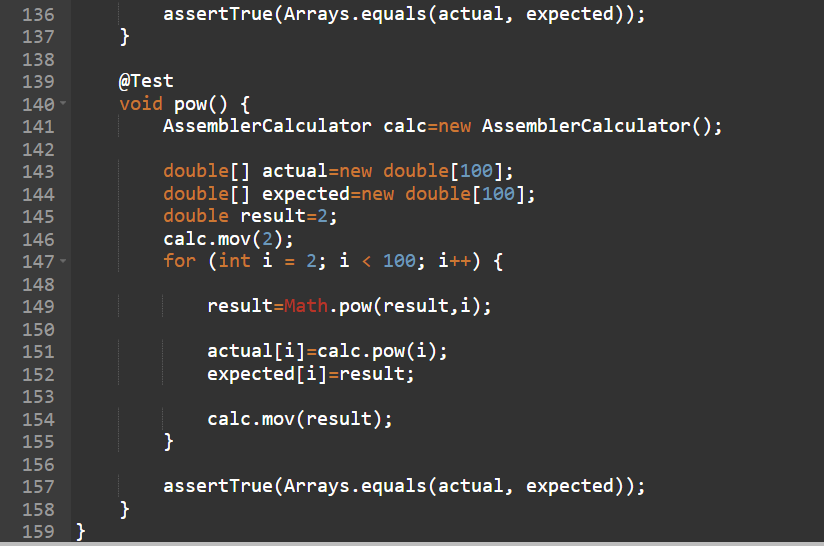 136 assertTrue(Arrays.equals(actual, expected));
137 }
138
139 @Test
140 void pow() {
141 AssemblerCalculator calc=new AssemblerCalculator();
142
143 double[] actual=new double[100];
144 double[] expected=new double[100];
145 double result=2;
146 calc.mov(2);
147 for (int i = 2; i < 100; i++) {
148
149 result=Math.pow(result,i);
150
151 actual[i]=calc.pow(i);
152 expected[i]=result;
153
154 calc.mov(result);
155 }
156
157 assertTrue(Arrays.equals(actual, expected));
158 }
159 }